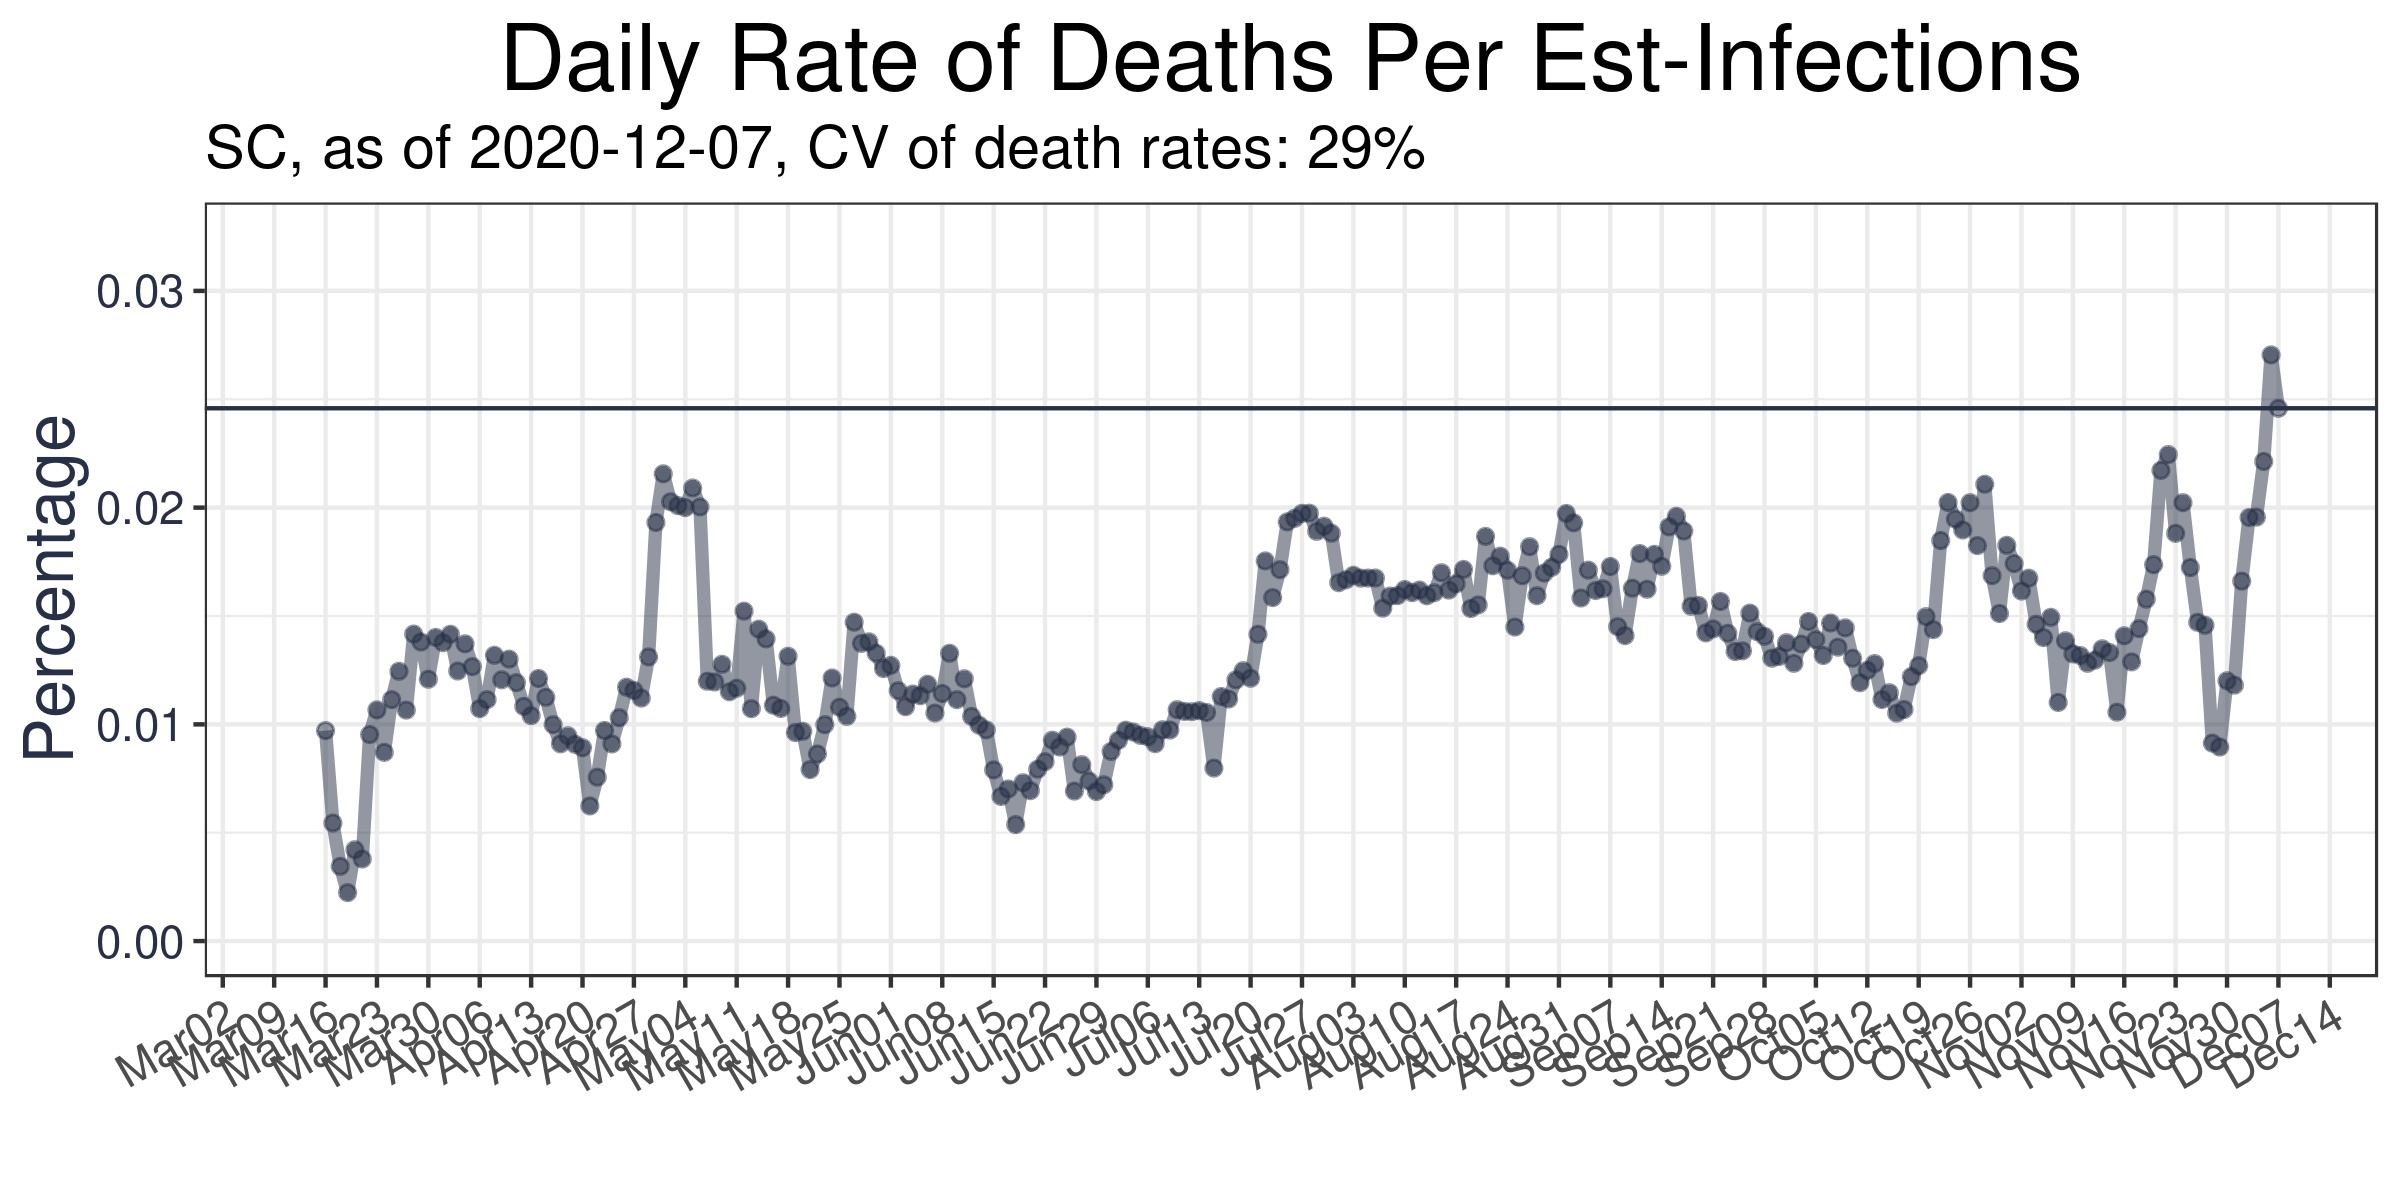 Daily Rate of Deaths Per Est-Infections
SC, as of 2020-12-07, CV of death rates: 29%
Percentage
0.03
0.02
0.01
0.00
Mar02
Mar09
Mar16
Mar23
Mar30
Apr06
Apr13
Apr20
Apr27
May04
May11
May18
May25
Jun01
Jun08
Jun15
Jun22
Jun29
Jul06
Jul13
Jul20
Jul27
Aug03
Aug10
Aug17
Aug24
Aug31
Sep07
Sep14
Sep21
Sep28
Oct05
Oct12
Oct19
Oct26
Nov02
Nov09
Nov16
Nov23
Nov30
Dec07
Dec14